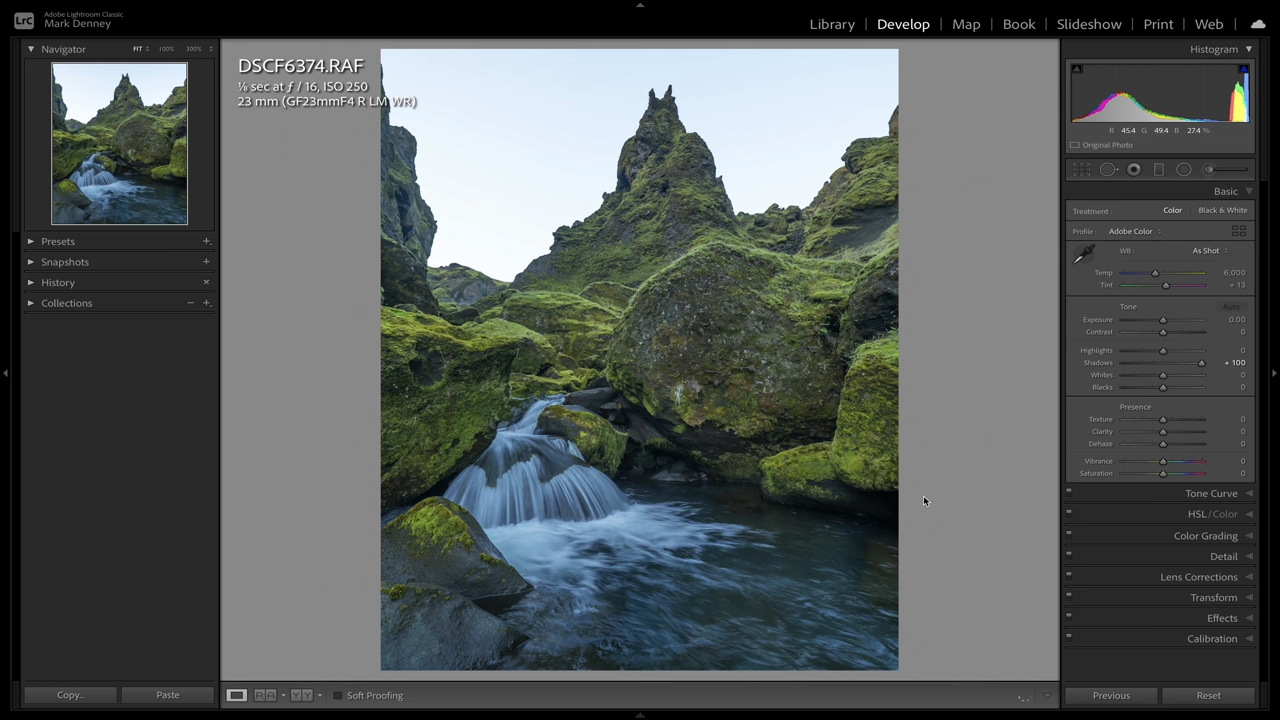 LrC
Adobe Lightroom Classic
Mark Denney
Library | Develop | Map | Book | Slideshow | Print | Web
Navigator FIT 100% 300%
Presets
Snapshots
History
Collections
Copy...
Paste
DSCF6374.RAF
⅛ sec at ƒ / 16, ISO 250
23 mm (GF23mmF4 R LM WR)
RA
YY
Soft Proofing
Histogram
R 45.4 G 49.4 B 27.4 %
Original Photo
Basic
Treatment : Color Black & White
Profile : Adobe Color
WB : As Shot
Temp 6,000
Tint + 13
Tone Auto
Exposure 0.00
Contrast 0
Highlights 0
Shadows + 100
Whites 0
Blacks 0
Presence
Texture 0
Clarity 0
Dehaze 0
Vibrance 0
Saturation 0
Tone Curve
HSL / Color
Color Grading
Detail
Lens Corrections
Transform
Effects
Calibration
Previous
Reset